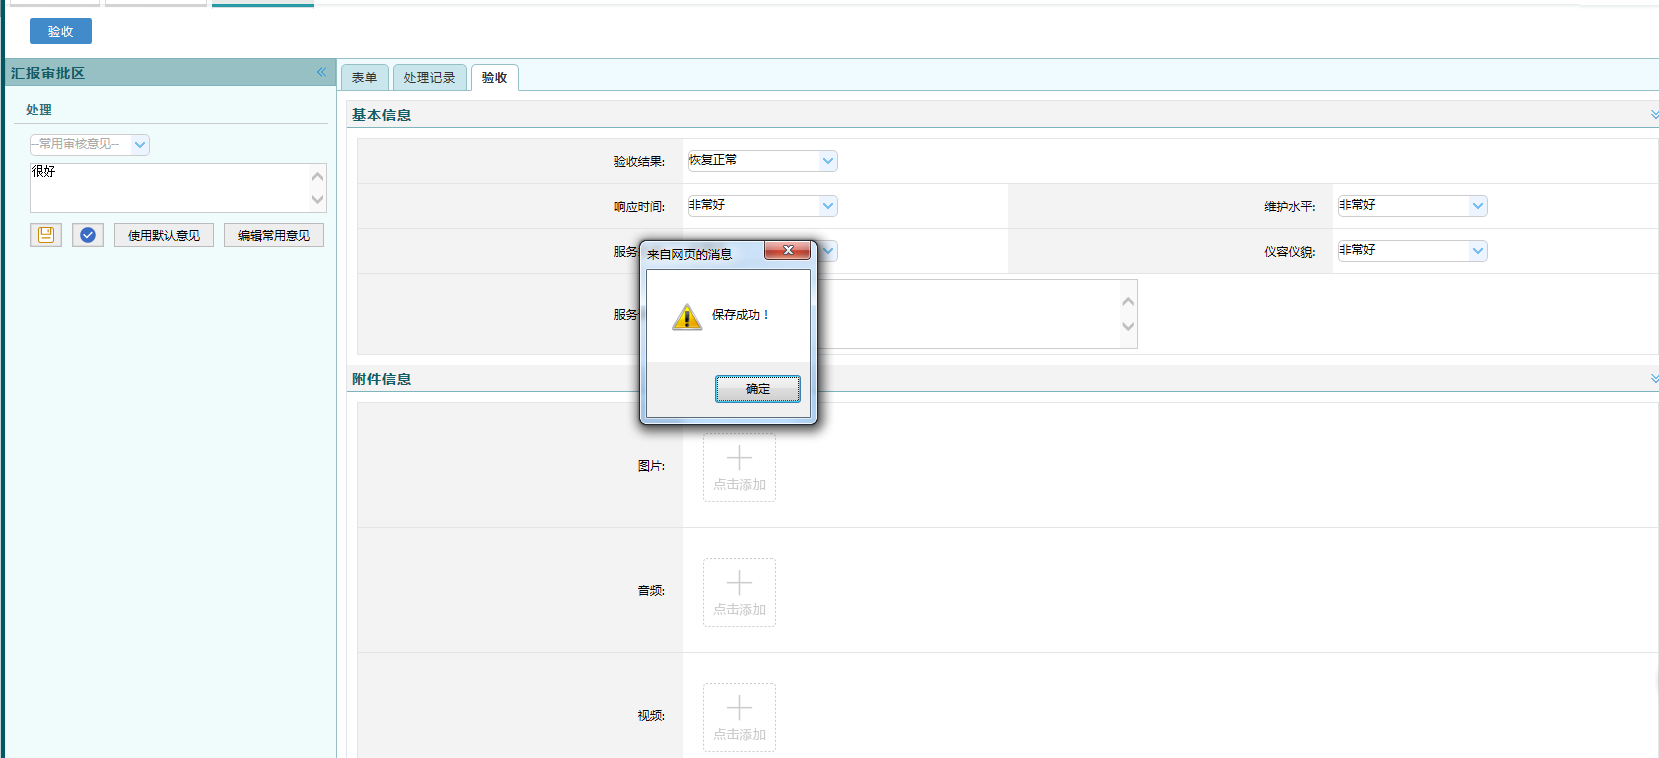 验收
汇报审批区
处理
--常用审核意见--
很好
使用默认意见
编辑常用意见
表单
处理记录
验收
基本信息
验收结果:
恢复正常
响应时间:
非常好
维护水平:
非常好
服务
仪容仪貌:
非常好
服务
来自网页的消息
保存成功！
确定
附件信息
图片:
点击添加
音频:
点击添加
视频:
点击添加